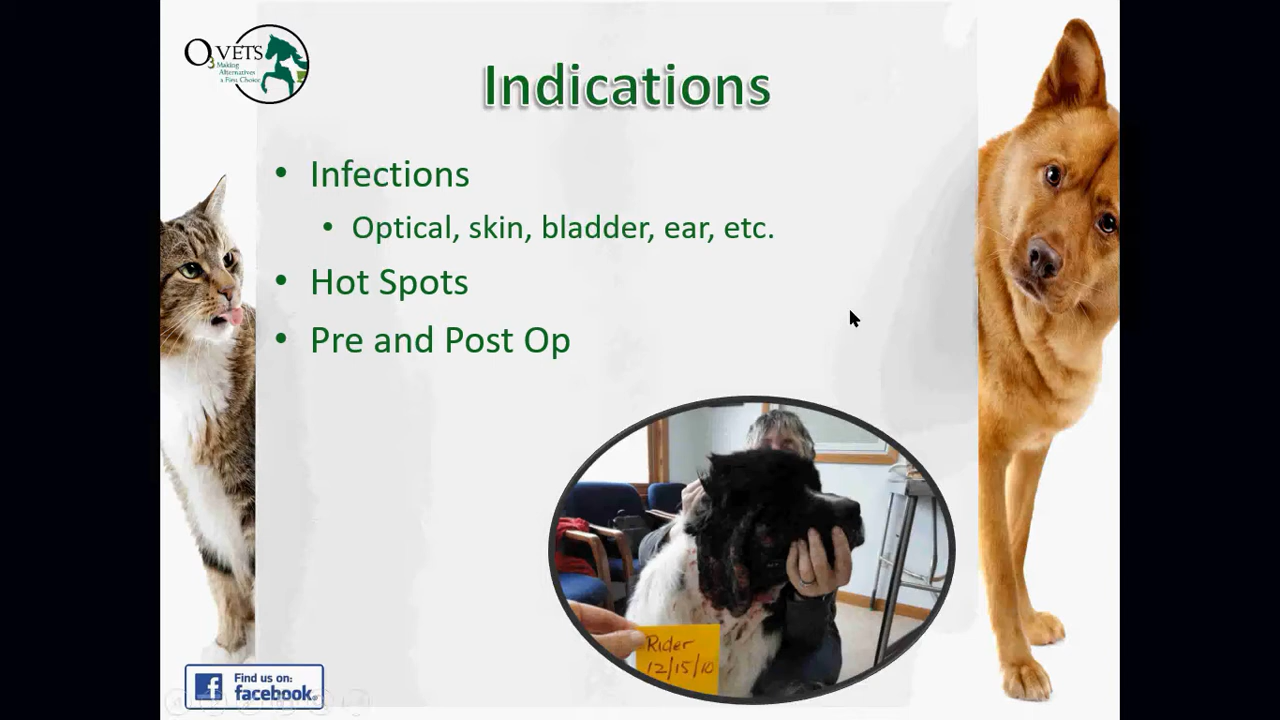 O3VETS
Making
Alternatives
a First Choice
Indications
• Infections
• Optical, skin, bladder, ear, etc.
• Hot Spots
• Pre and Post Op
Rider
12/15/10
Find us on:
facebook